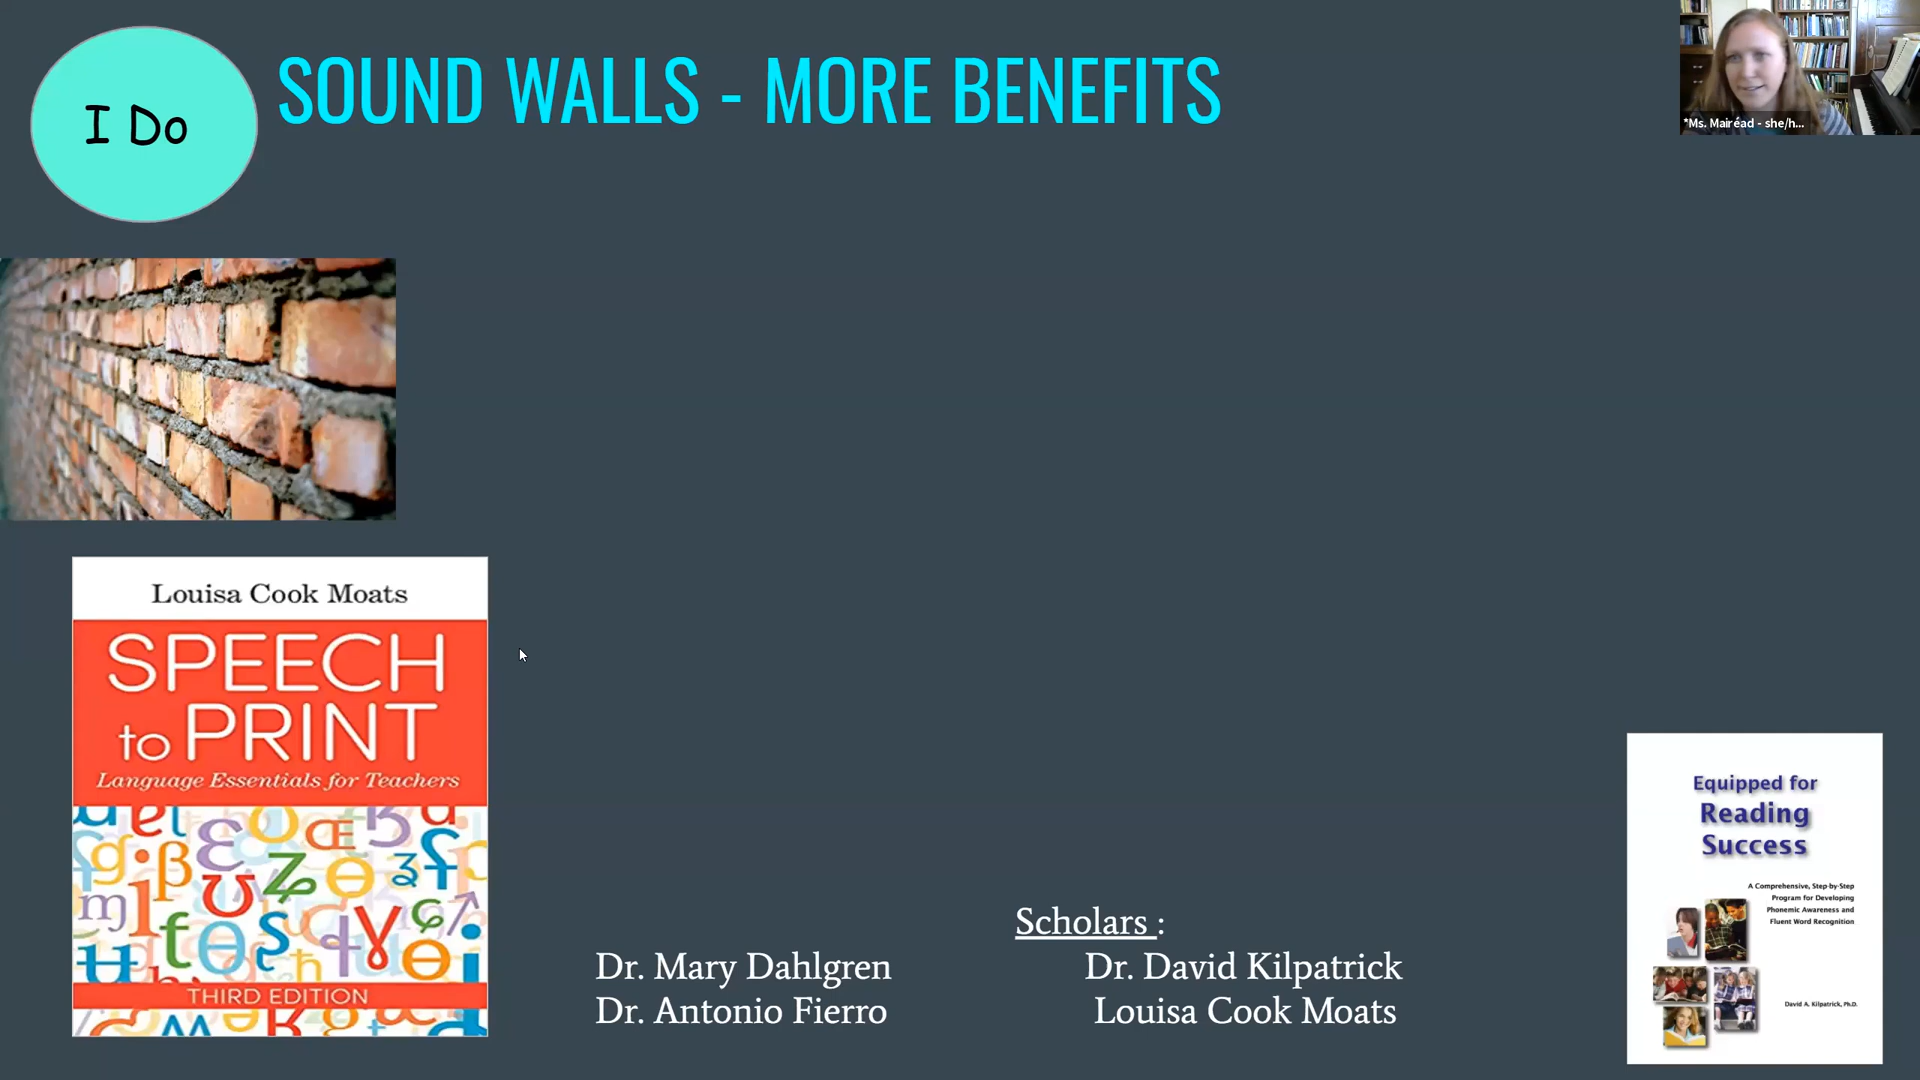 I Do
SOUND WALLS - MORE BENEFITS
*Ms. Mairéad - she/h...
Louisa Cook Moats
SPEECH
to PRINT
Language Essentials for Teachers
THIRD EDITION
Scholars :
Dr. Mary Dahlgren
Dr. David Kilpatrick
Dr. Antonio Fierro
Louisa Cook Moats
Equipped for
Reading
Success
A Comprehensive, Step-by-Step
Program for Developing
Phonemic Awareness and
Fluent Word Recognition
David A. Kilpatrick, Ph.D.